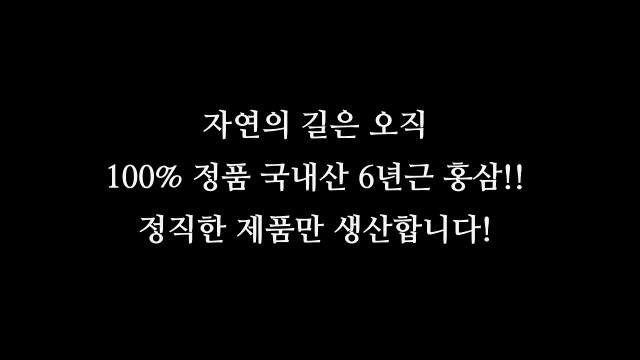 자연의 길은 오직
100% 정품 국내산 6년근 홍삼!!
정직한 제품만 생산합니다!